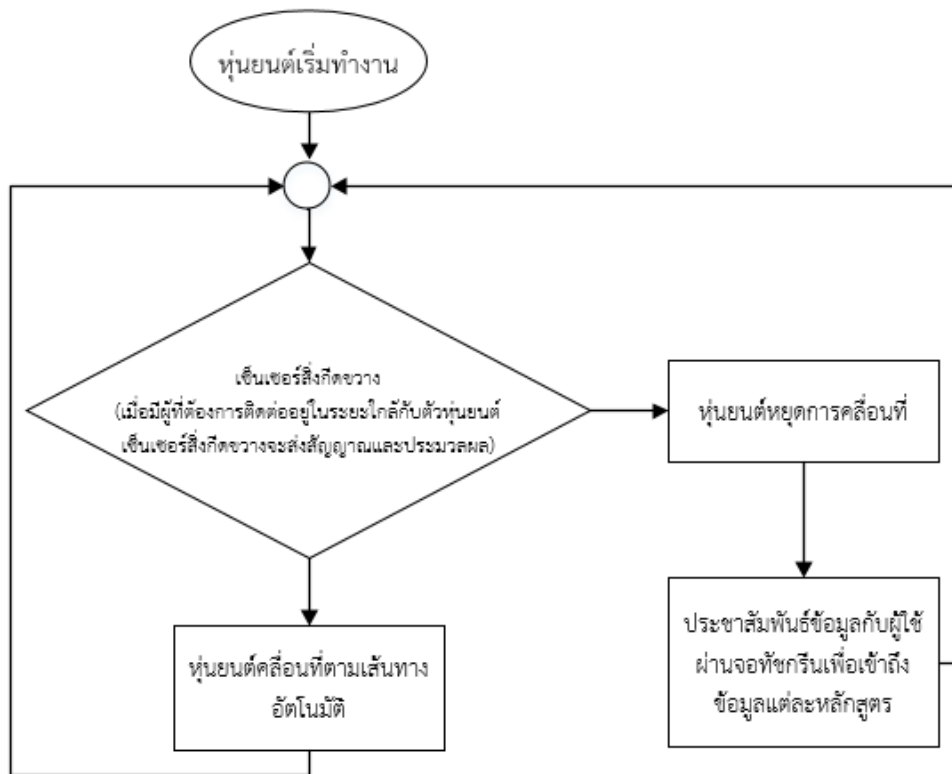 หุ่นยนต์เริ่มทำงาน
เซ็นเซอร์สิ่งกีดขวาง
(เมื่อมีผู้ที่ต้องการติดต่ออยู่ในระยะใกล้กับตัวหุ่นยนต์
เซ็นเซอร์สิ่งกีดขวางจะส่งสัญญาณและประมวลผล)
หุ่นยนต์หยุดการคลื่อนที่
ประชาสัมพันธ์ข้อมูลกับผู้ใช้
ผ่านจอทัชกรีนเพื่อเข้าถึง
ข้อมูลแต่ละหลักสูตร
หุ่นยนต์คลื่อนที่ตามเส้นทาง
อัตโนมัติ